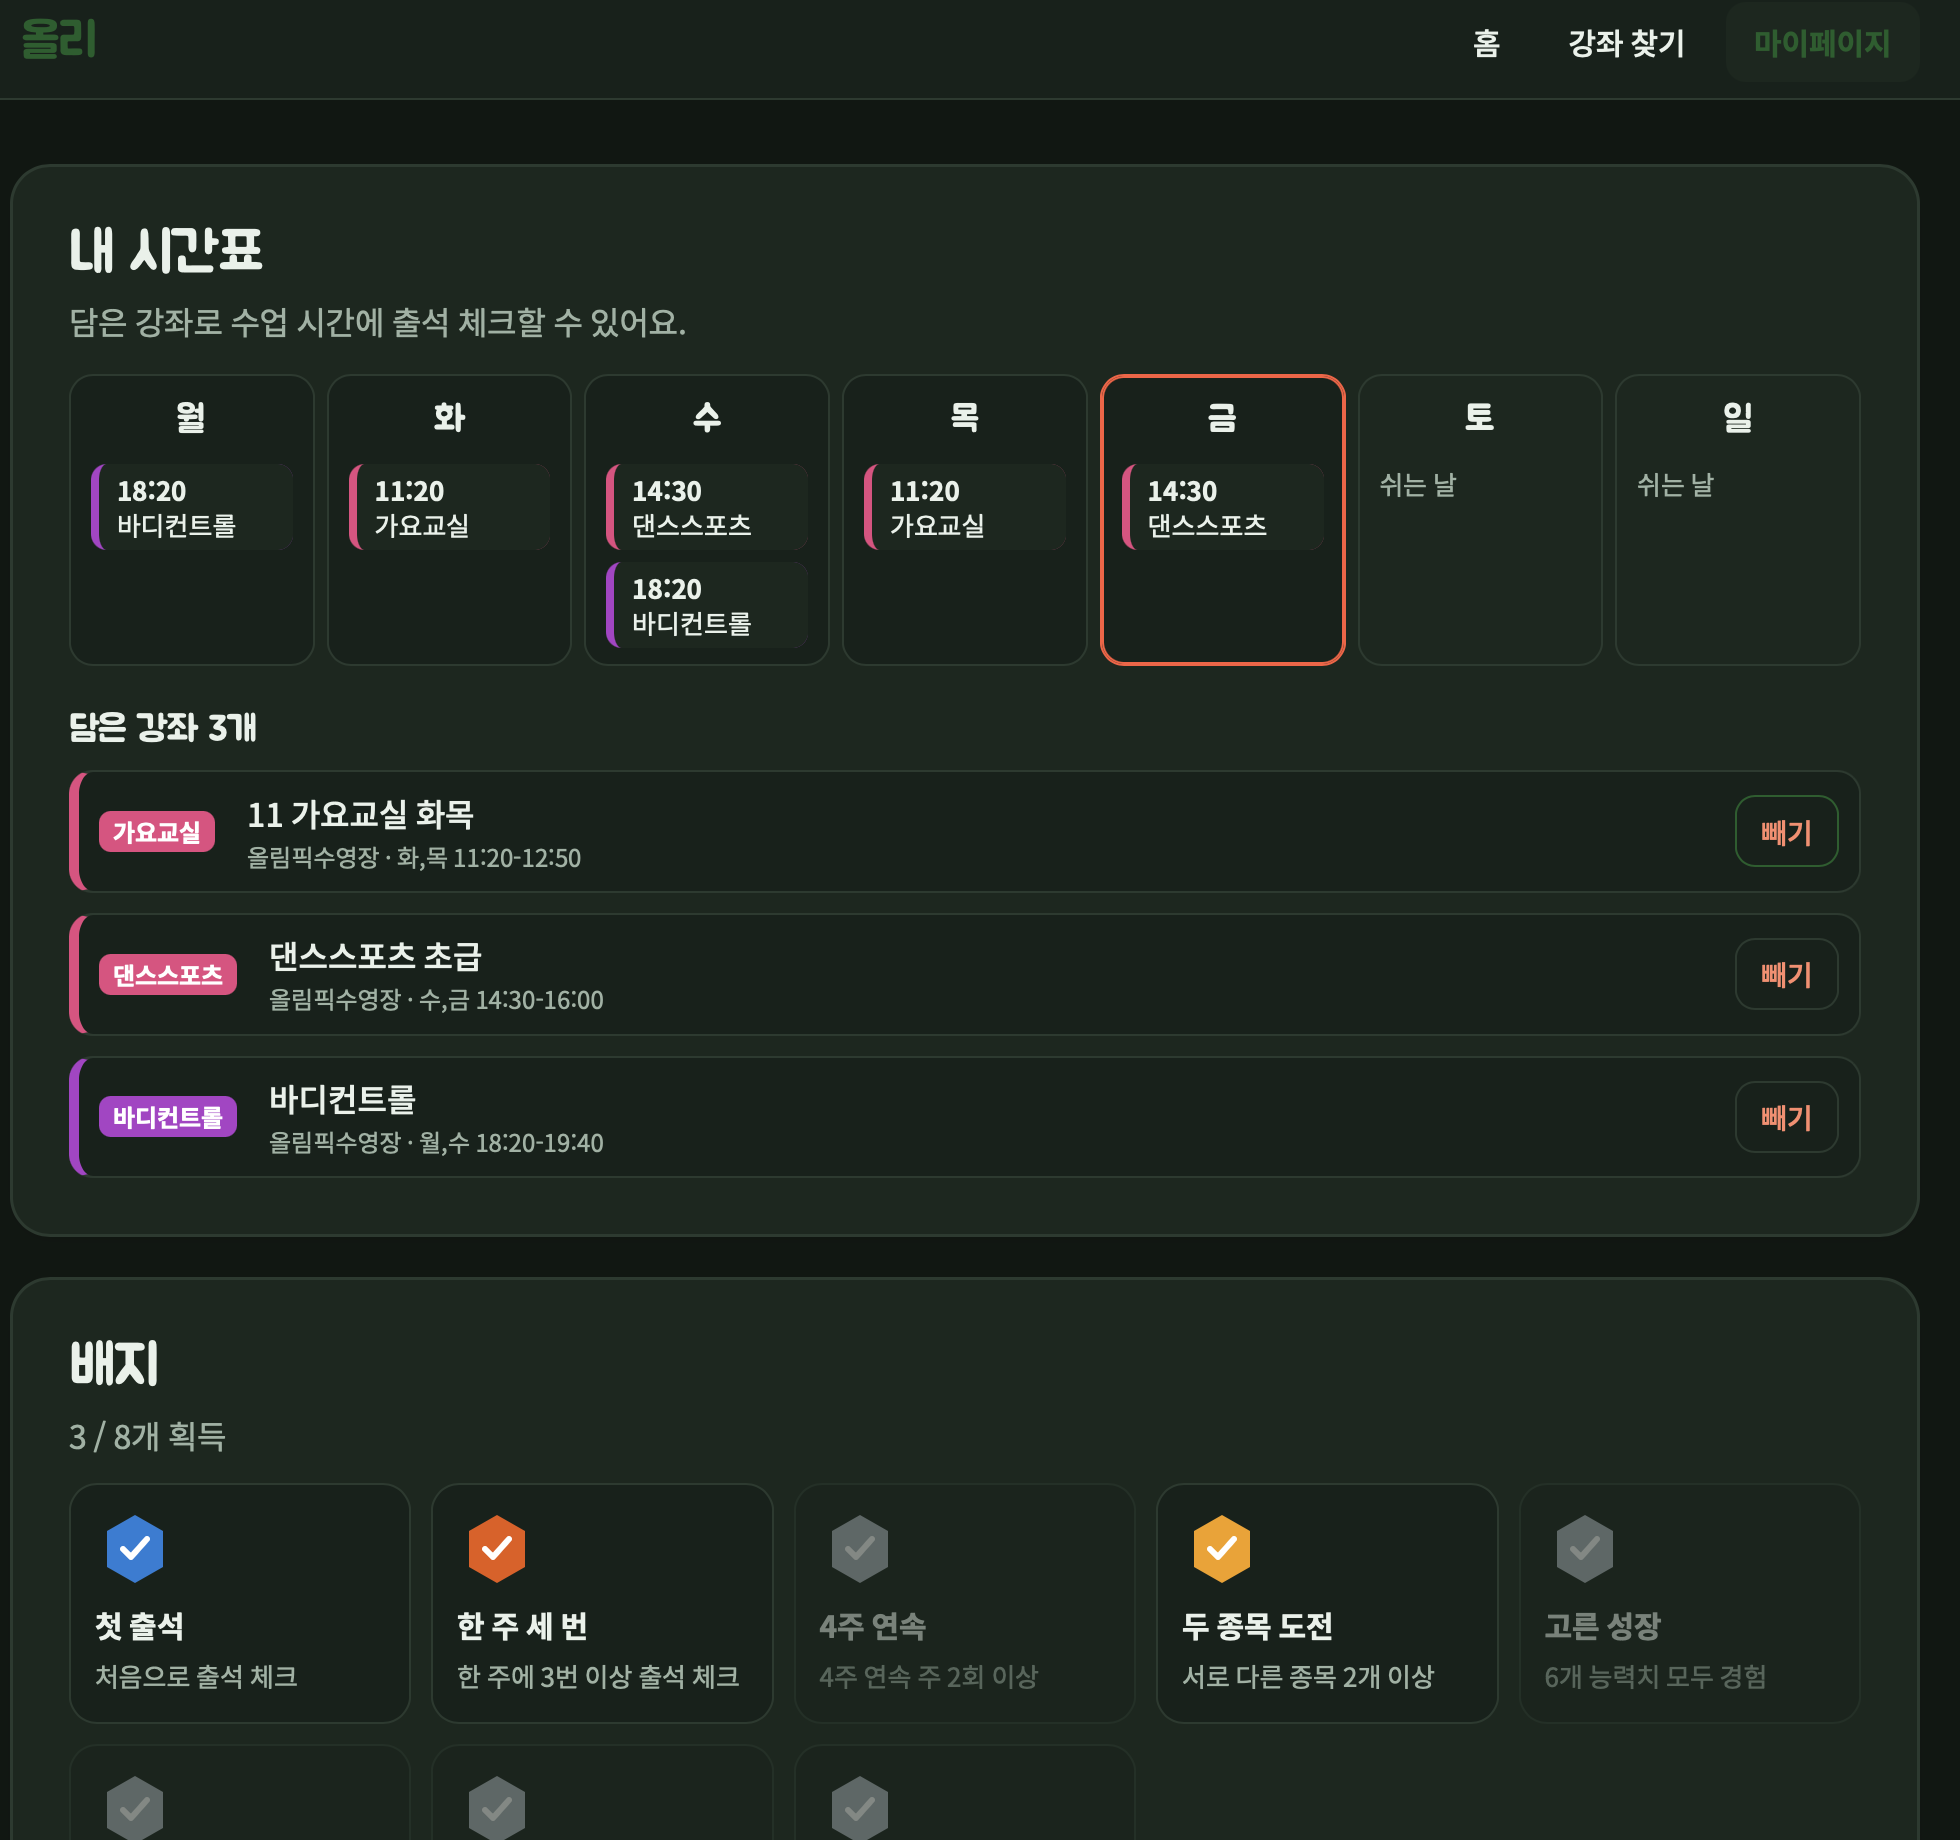 올리
홈
강좌 찾기
마이페이지
내 시간표
담은 강좌로 수업 시간에 출석 체크할 수 있어요.
월
18:20
바디컨트롤
화
11:20
가요교실
수
14:30
댄스스포츠
18:20
바디컨트롤
목
11:20
가요교실
금
14:30
댄스스포츠
토
쉬는 날
일
쉬는 날
담은 강좌 3개
가요교실
11 가요교실 화목
올림픽수영장 · 화,목 11:20-12:50
빼기
댄스스포츠
댄스스포츠 초급
올림픽수영장 · 수,금 14:30-16:00
빼기
바디컨트롤
바디컨트롤
올림픽수영장 · 월,수 18:20-19:40
빼기
배지
3 / 8개 획득
첫 출석
처음으로 출석 체크
한 주 세 번
한 주에 3번 이상 출석 체크
4주 연속
4주 연속 주 2회 이상
두 종목 도전
서로 다른 종목 2개 이상
고른 성장
6개 능력치 모두 경험